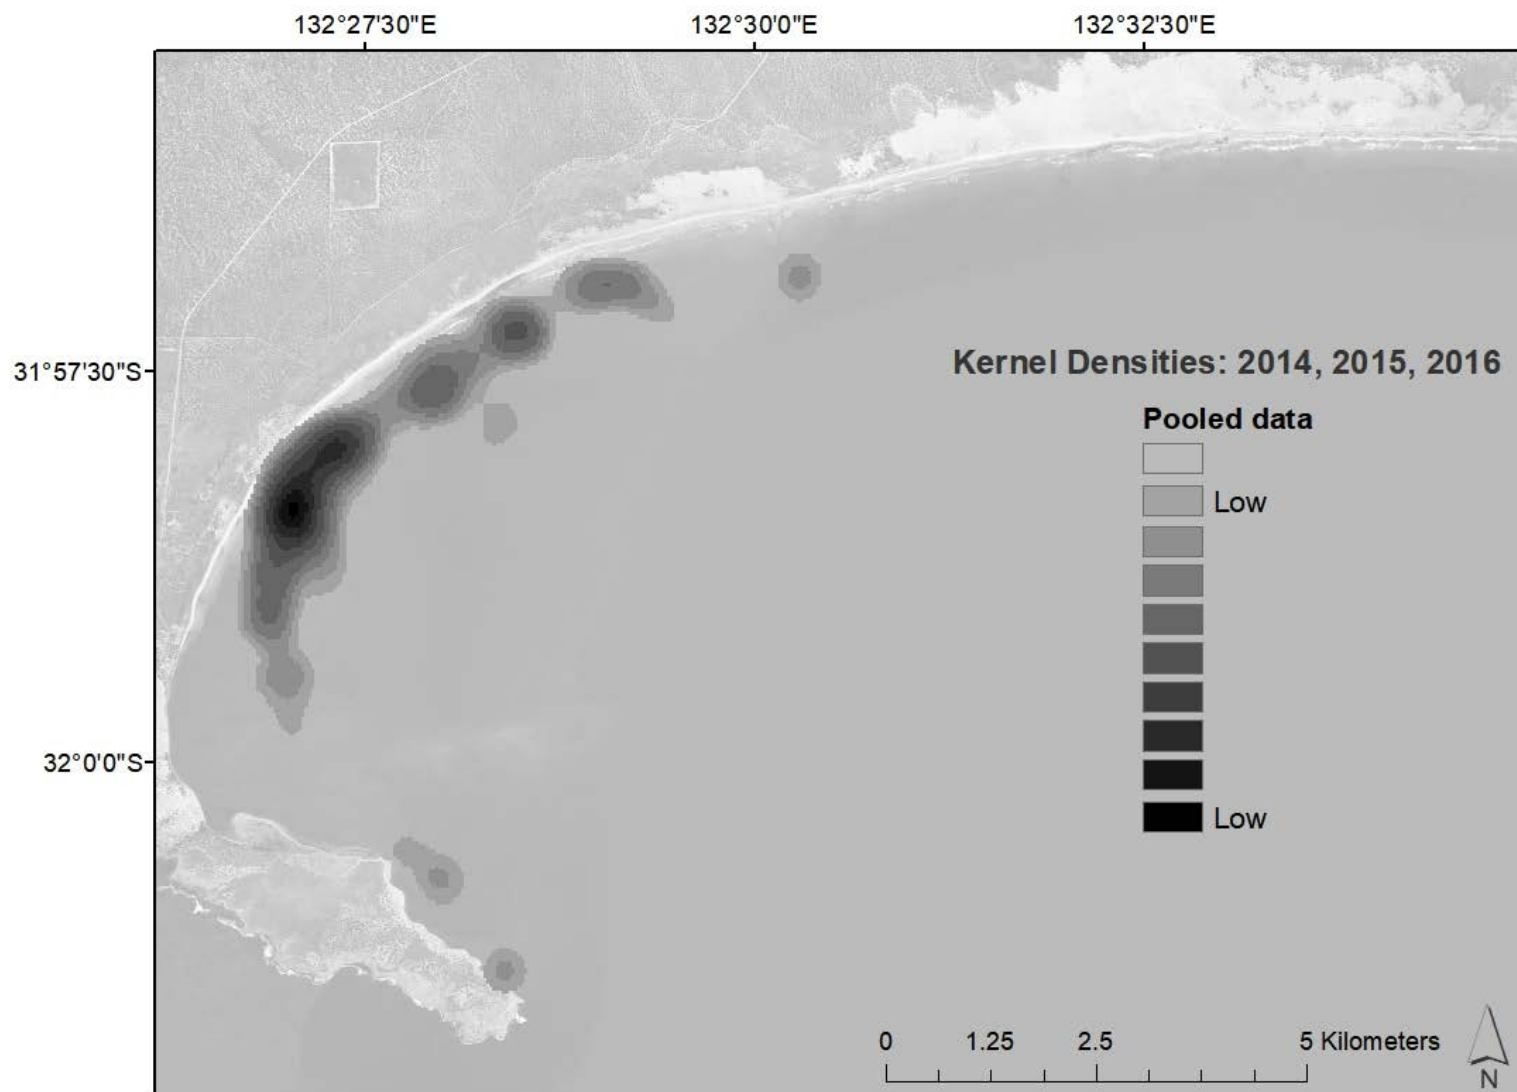 132°27'30"E 132°30'0"E 132°32'30"E
31°57'30"S
Kernel Densities: 2014, 2015, 2016
Pooled data
Low
32°0'0"S
Low
0 1.25 2.5 5 Kilometers
N